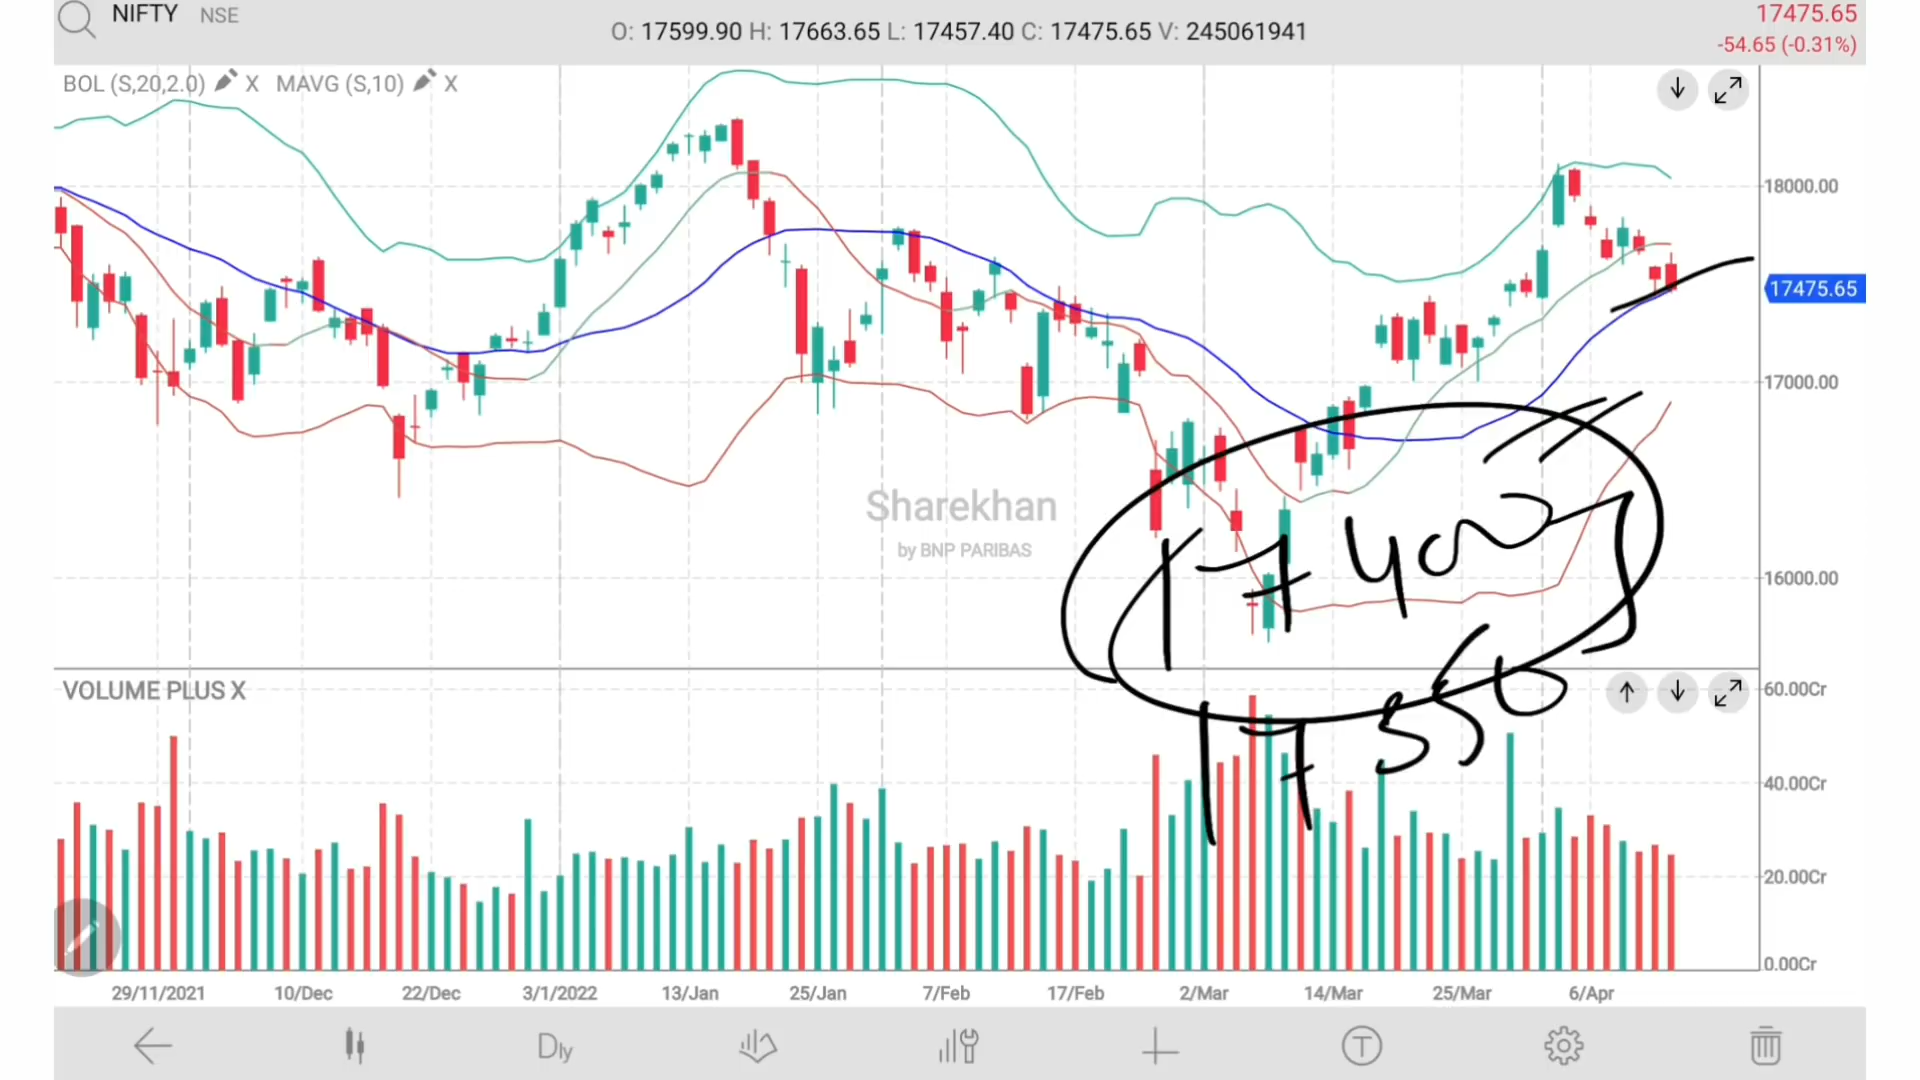 NIFTY NSE
O: 17599.90 H: 17663.65 L: 17457.40 C: 17475.65 V: 245061941
17475.65
-54.65 (-0.31%)
BOL (S,20,2.0) X MAVG (S,10) X
18000.00
17475.65
17000.00
16000.00
Sharekhan
by BNP PARIBAS
17400
17350
VOLUME PLUS X
60.00Cr
40.00Cr
20.00Cr
0.00Cr
29/11/2021 10/Dec 22/Dec 3/1/2022 13/Jan 25/Jan 7/Feb 17/Feb 2/Mar 14/Mar 25/Mar 6/Apr
Dly
T